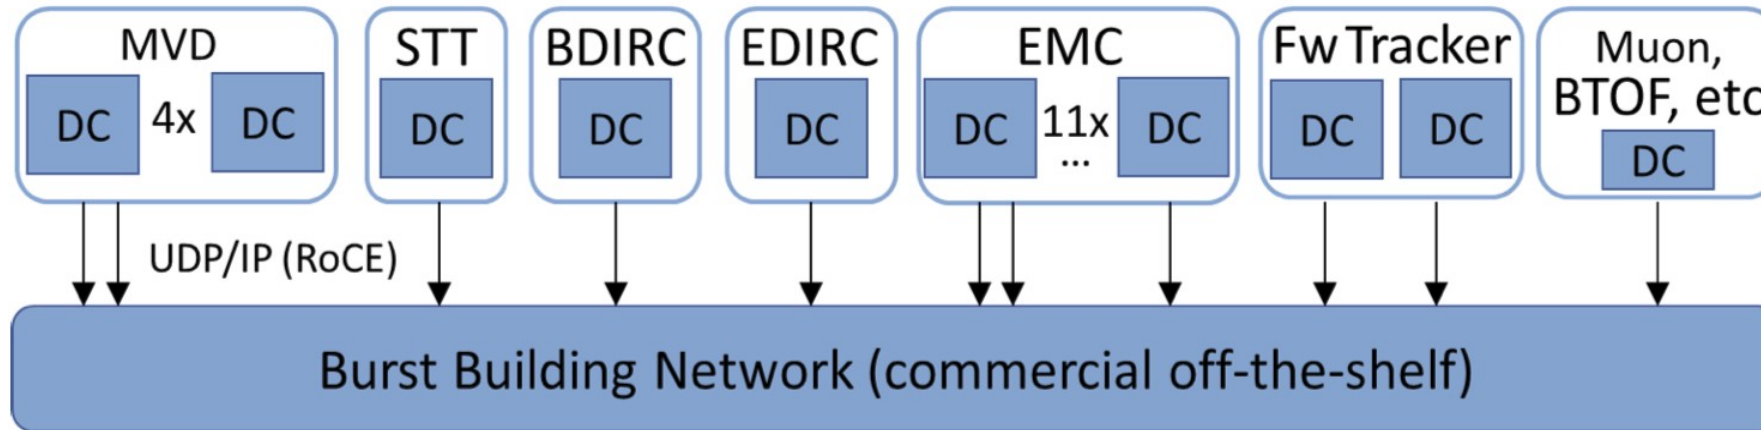 MVD
DC 4x DC
STT
DC
BDIRC
DC
EDIRC
DC
EMC
DC 11x DC
...
Fw Tracker
DC DC
Muon,
BTOF, etc
DC
UDP/IP (RoCE)
Burst Building Network (commercial off-the-shelf)